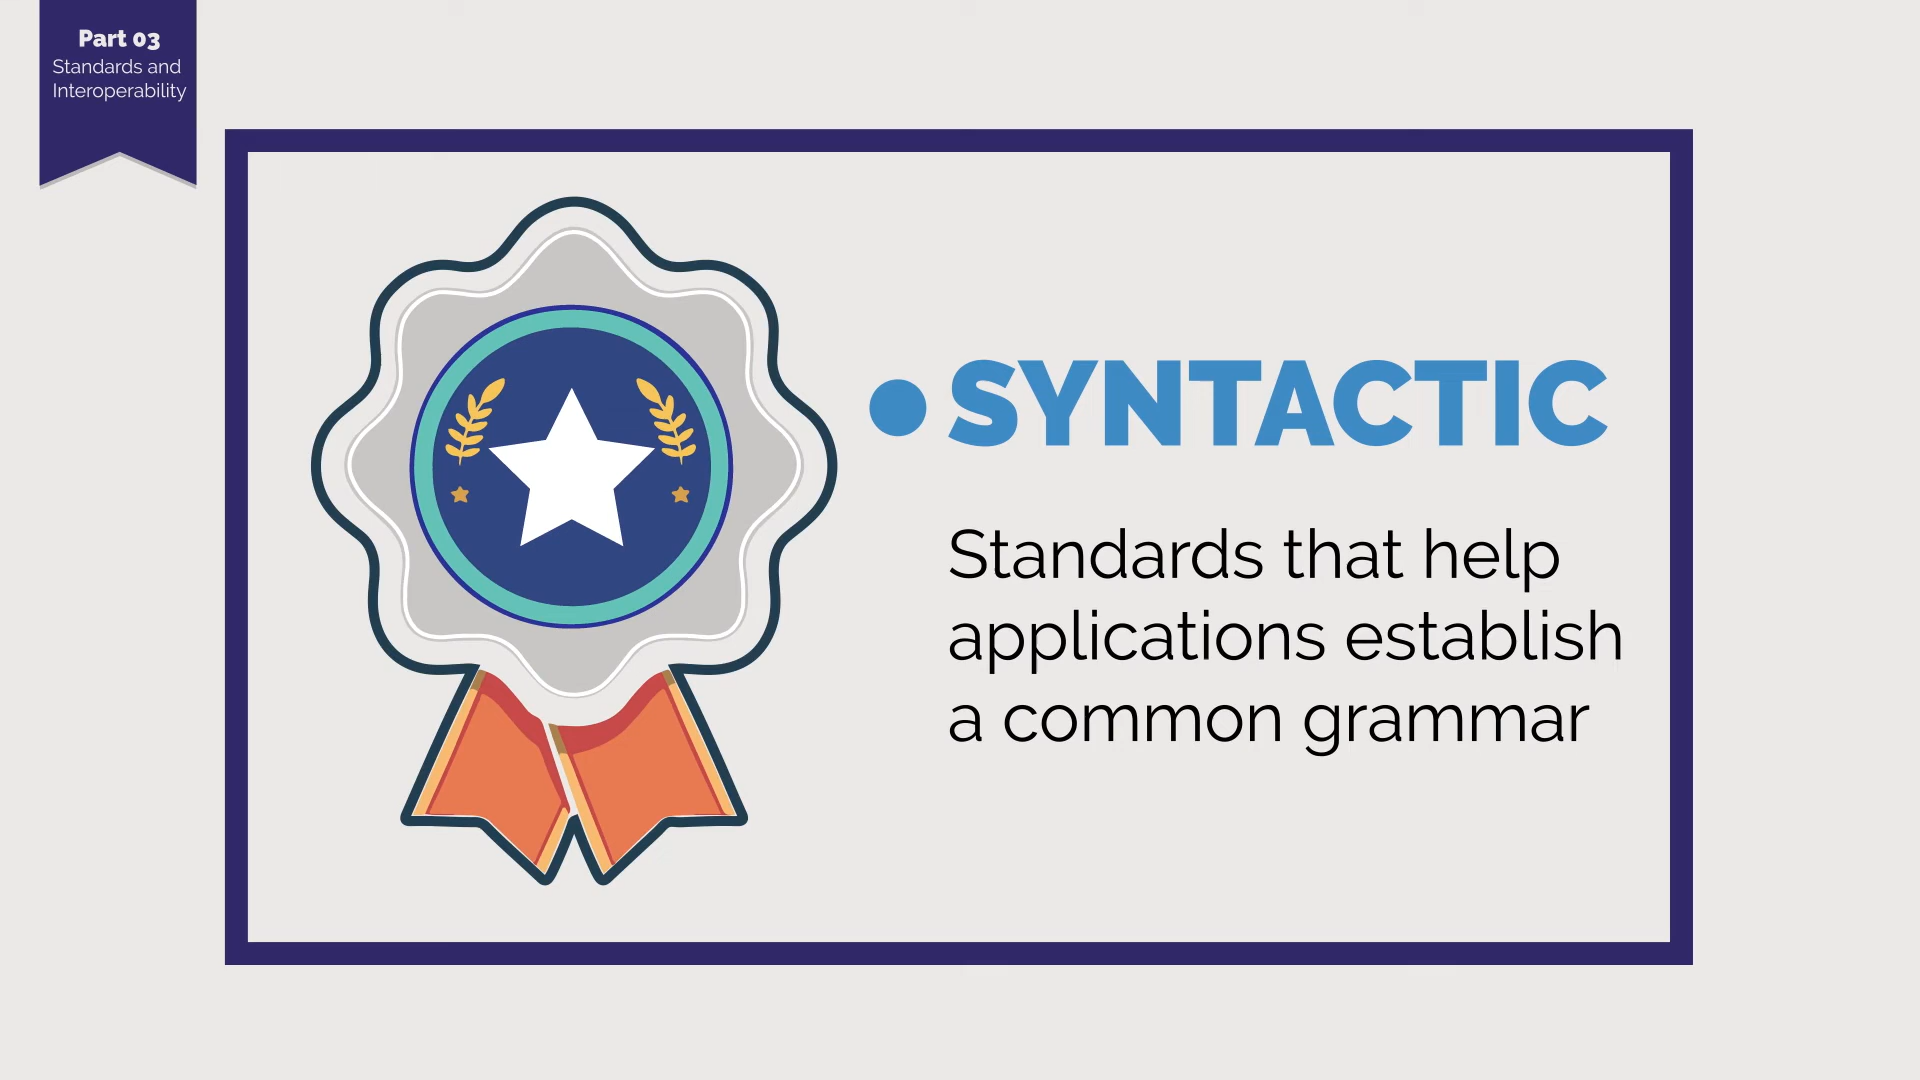 Part 03
Standards and
Interoperability
•SYNTACTIC
Standards that help
applications establish
a common grammar